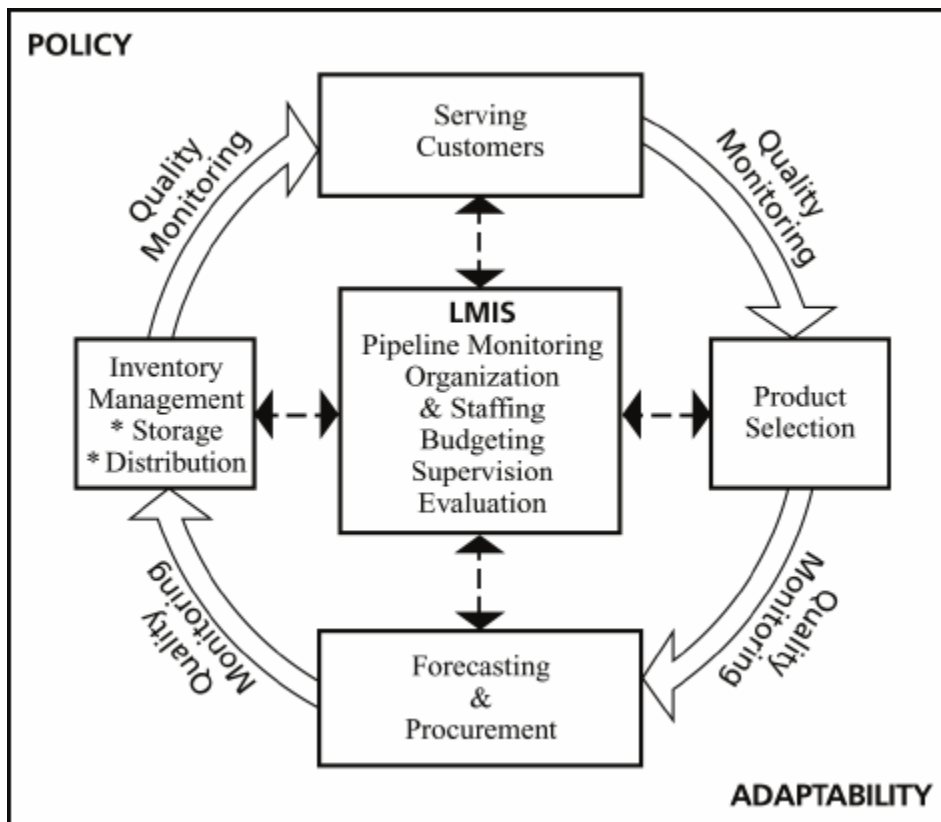 POLICY
Serving
Customers
Quality
Monitoring
Quality
Monitoring
LMIS
Pipeline Monitoring
Organization
& Staffing
Budgeting
Supervision
Evaluation
Inventory
Management
* Storage
* Distribution
Product
Selection
Quality
Monitoring
Quality
Monitoring
Forecasting
&
Procurement
ADAPTABILITY